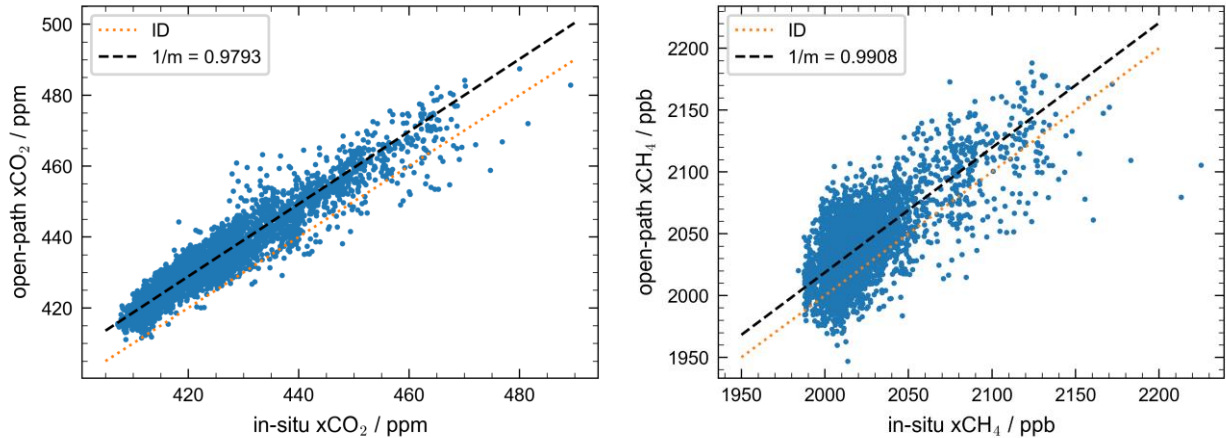 ID
1/m = 0.9793
500
480
460
440
420
open-path xCO₂ / ppm
420 440 460 480
in-situ xCO₂ / ppm
ID
1/m = 0.9908
2200
2150
2100
2050
2000
1950
open-path xCH₄ / ppb
1950 2000 2050 2100 2150 2200
in-situ xCH₄ / ppb